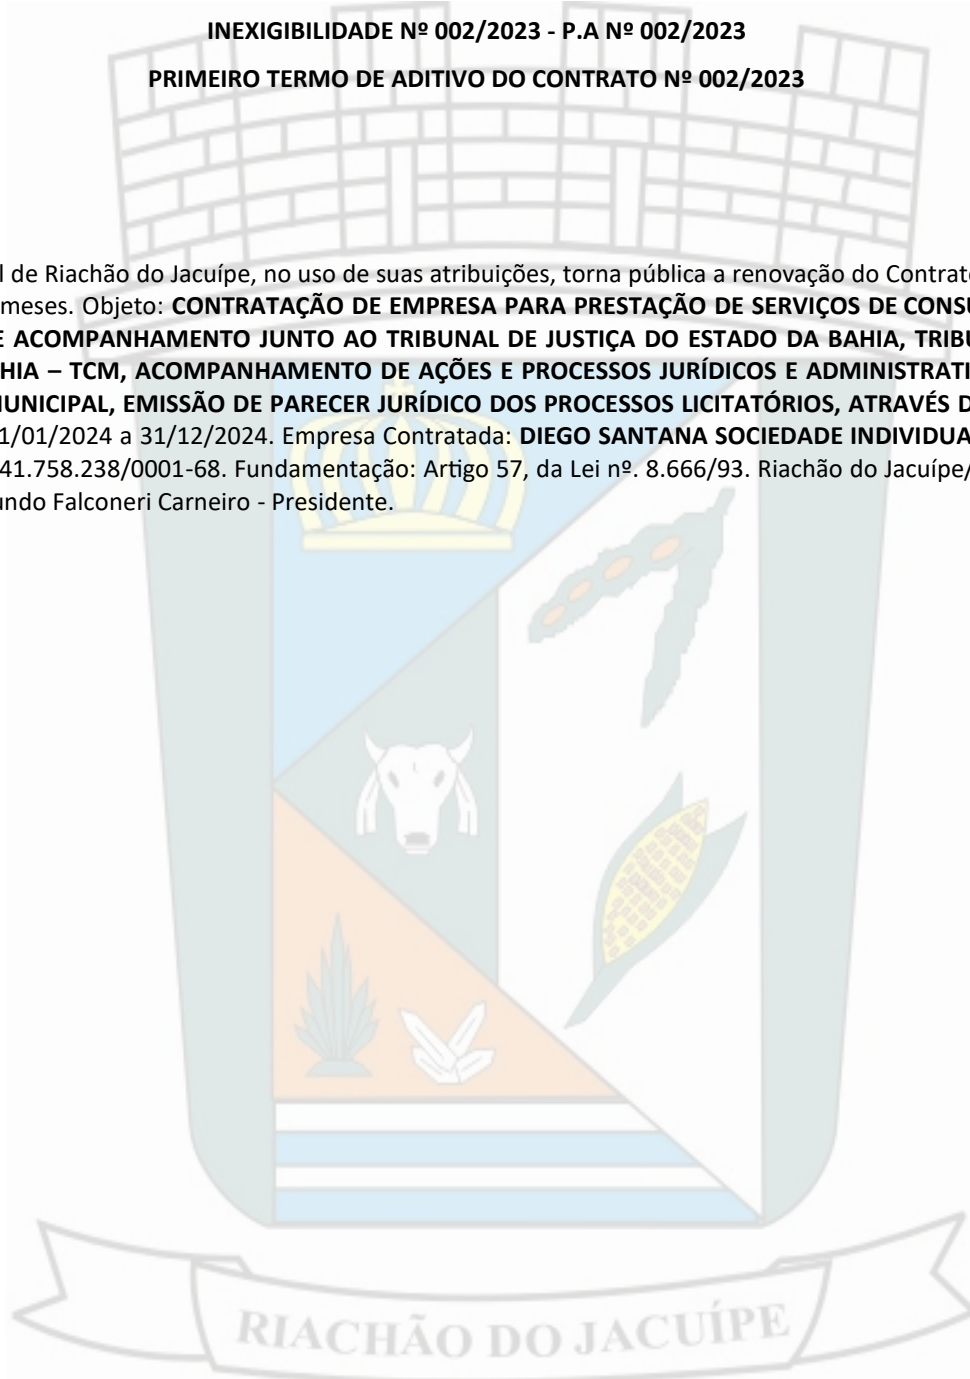 INEXIGIBILIDADE Nº 002/2023 - P.A Nº 002/2023
PRIMEIRO TERMO DE ADITIVO DO CONTRATO Nº 002/2023
l de Riachão do Jacuípe, no uso de suas atribuições, torna pública a renovação do Contrat
meses. Objeto: CONTRATAÇÃO DE EMPRESA PARA PRESTAÇÃO DE SERVIÇOS DE CONSU
E ACOMPANHAMENTO JUNTO AO TRIBUNAL DE JUSTIÇA DO ESTADO DA BAHIA, TRIBU
HIA – TCM, ACOMPANHAMENTO DE AÇÕES E PROCESSOS JURÍDICOS E ADMINISTRATI
MUNICIPAL, EMISSÃO DE PARECER JURÍDICO DOS PROCESSOS LICITATÓRIOS, ATRAVÉS D
1/01/2024 a 31/12/2024. Empresa Contratada: DIEGO SANTANA SOCIEDADE INDIVIDUA
41.758.238/0001-68. Fundamentação: Artigo 57, da Lei nº. 8.666/93. Riachão do Jacuípe/
undo Falconeri Carneiro - Presidente.
RIACHÃO DO JACUÍPE